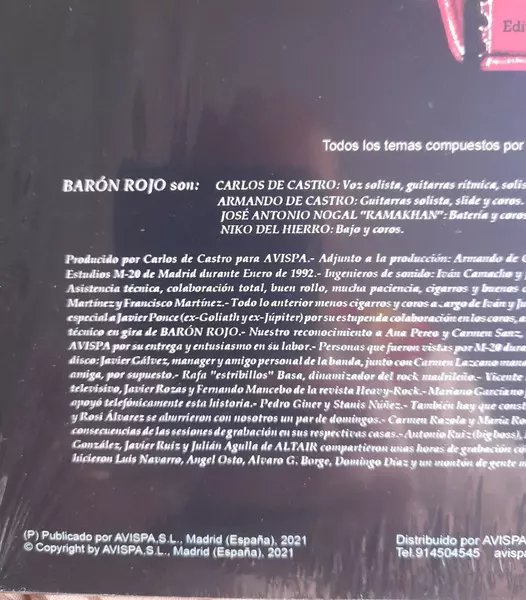 Edi
Todos los temas compuestos por
BARÓN ROJO son: CARLOS DE CASTRO: Voz solista, guitarras rítmica, solis
ARMANDO DE CASTRO: Guitarras solista, slide y coros.
JOSÉ ANTONIO NOGAL "RAMAKHAN": Batería y coros
NIKO DEL HIERRO: Bajo y coros.
Producido por Carlos de Castro para AVISPA.- Adjunto a la producción: Armando de C
Estudios M-20 de Madrid durante Enero de 1992.- Ingenieros de sonido: Iván Camacho y
Asistencia técnica, colaboración total, buen rollo, mucha paciencia, cigarros y buenos c
Martínez y Francisco Martínez.- Todo lo anterior menos cigarros y coros a cargo de Iván y Ju
especial a Javier Ponce (ex-Goliath y ex-Júpiter) por su estupenda colaboración en los coros, a
técnico en gira de BARÓN ROJO.- Nuestro reconocimiento a Ana Pereo y Carmen Sanz,
AVISPA por su entrega y entusiasmo en su labor.- Personas que fueron vistas por M-20 dura
disco: Javier Gálvez, manager y amigo personal de la banda, junto con Carmen Lazcano man
amiga, por supuesto.- Rafa "estribillos" Basa, dinamizador del rock madrileño.- Vicente
televisivo, Javier Rozas y Fernando Mancebo de la revista Heavy-Rock.- Mariano García no
apoyó telefónicamente esta historia.- Pedro Giner y Stanis Núñez.- También hay que const
y Rosi Álvarez se aburrieron con nosotros un par de domingos.- Carmen Razola y María Ro
consecuencias de las sesiones de grabación en sus respectivas casas.- Antonio Ruiz (big boss),
González, Javier Ruiz y Julián Agulla de ALTAIR compartieron unas horas de grabación co
hicieron Luis Navarro, Angel Osto, Alvaro G. Borge, Domingo Díaz y un montón de gente m
(P) Publicado por AVISPA,S.L., Madrid (España), 2021 Distribuido por AVISPA
© Copyright by AVISPA,S.L., Madrid (España), 2021 Tel.914504545 avispa